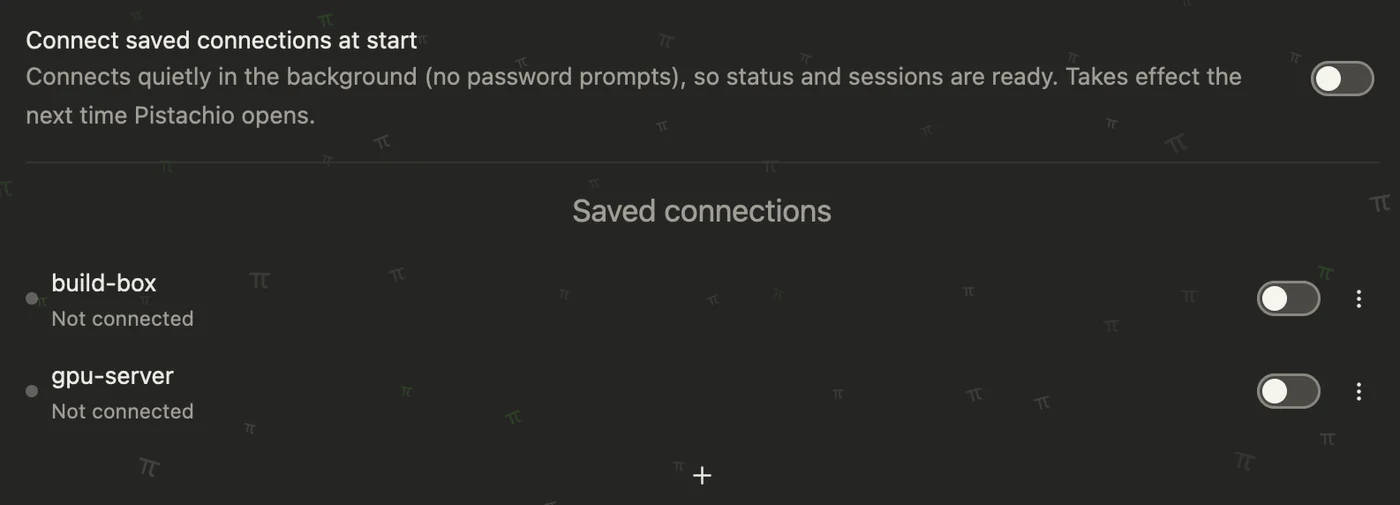 Connect saved connections at start
Connects quietly in the background (no password prompts), so status and sessions are ready. Takes effect the
next time Pistachio opens.
Saved connections
build-box
Not connected
gpu-server
Not connected